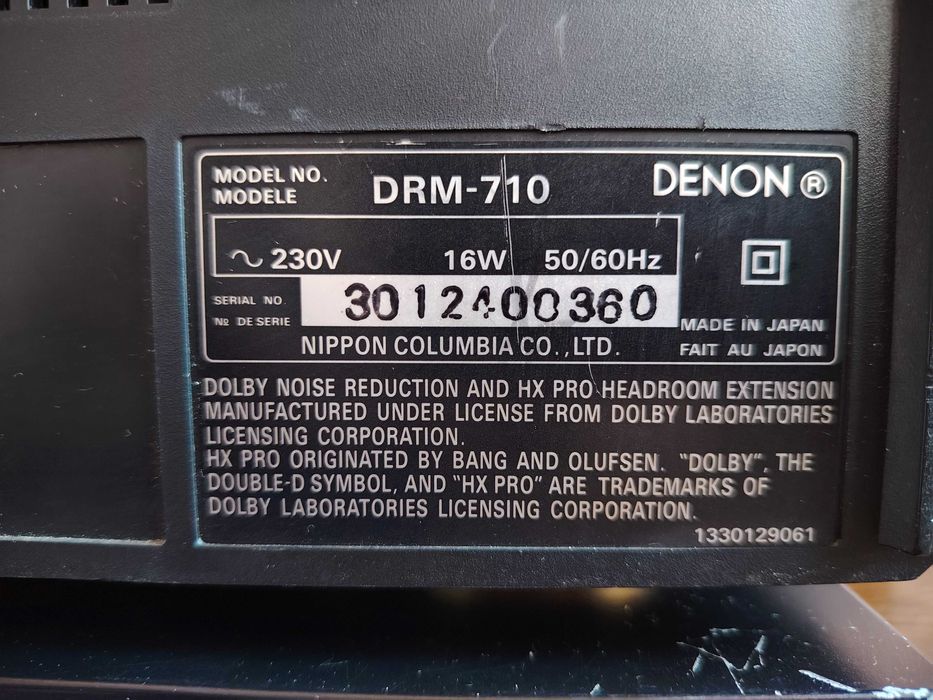 MODEL NO.
MODELE
DRM-710
DENON ®
~ 230V 16W 50/60Hz
SERIAL NO.
No DE SERIE
3012400360
MADE IN JAPAN
NIPPON COLUMBIA CO.,LTD.
FAIT AU JAPON
DOLBY NOISE REDUCTION AND HX PRO HEADROOM EXTENSION
MANUFACTURED UNDER LICENSE FROM DOLBY LABORATORIES
LICENSING CORPORATION.
HX PRO ORIGINATED BY BANG AND OLUFSEN. "DOLBY", THE
DOUBLE-D SYMBOL, AND "HX PRO" ARE TRADEMARKS OF
DOLBY LABORATORIES LICENSING CORPORATION.
1330129061